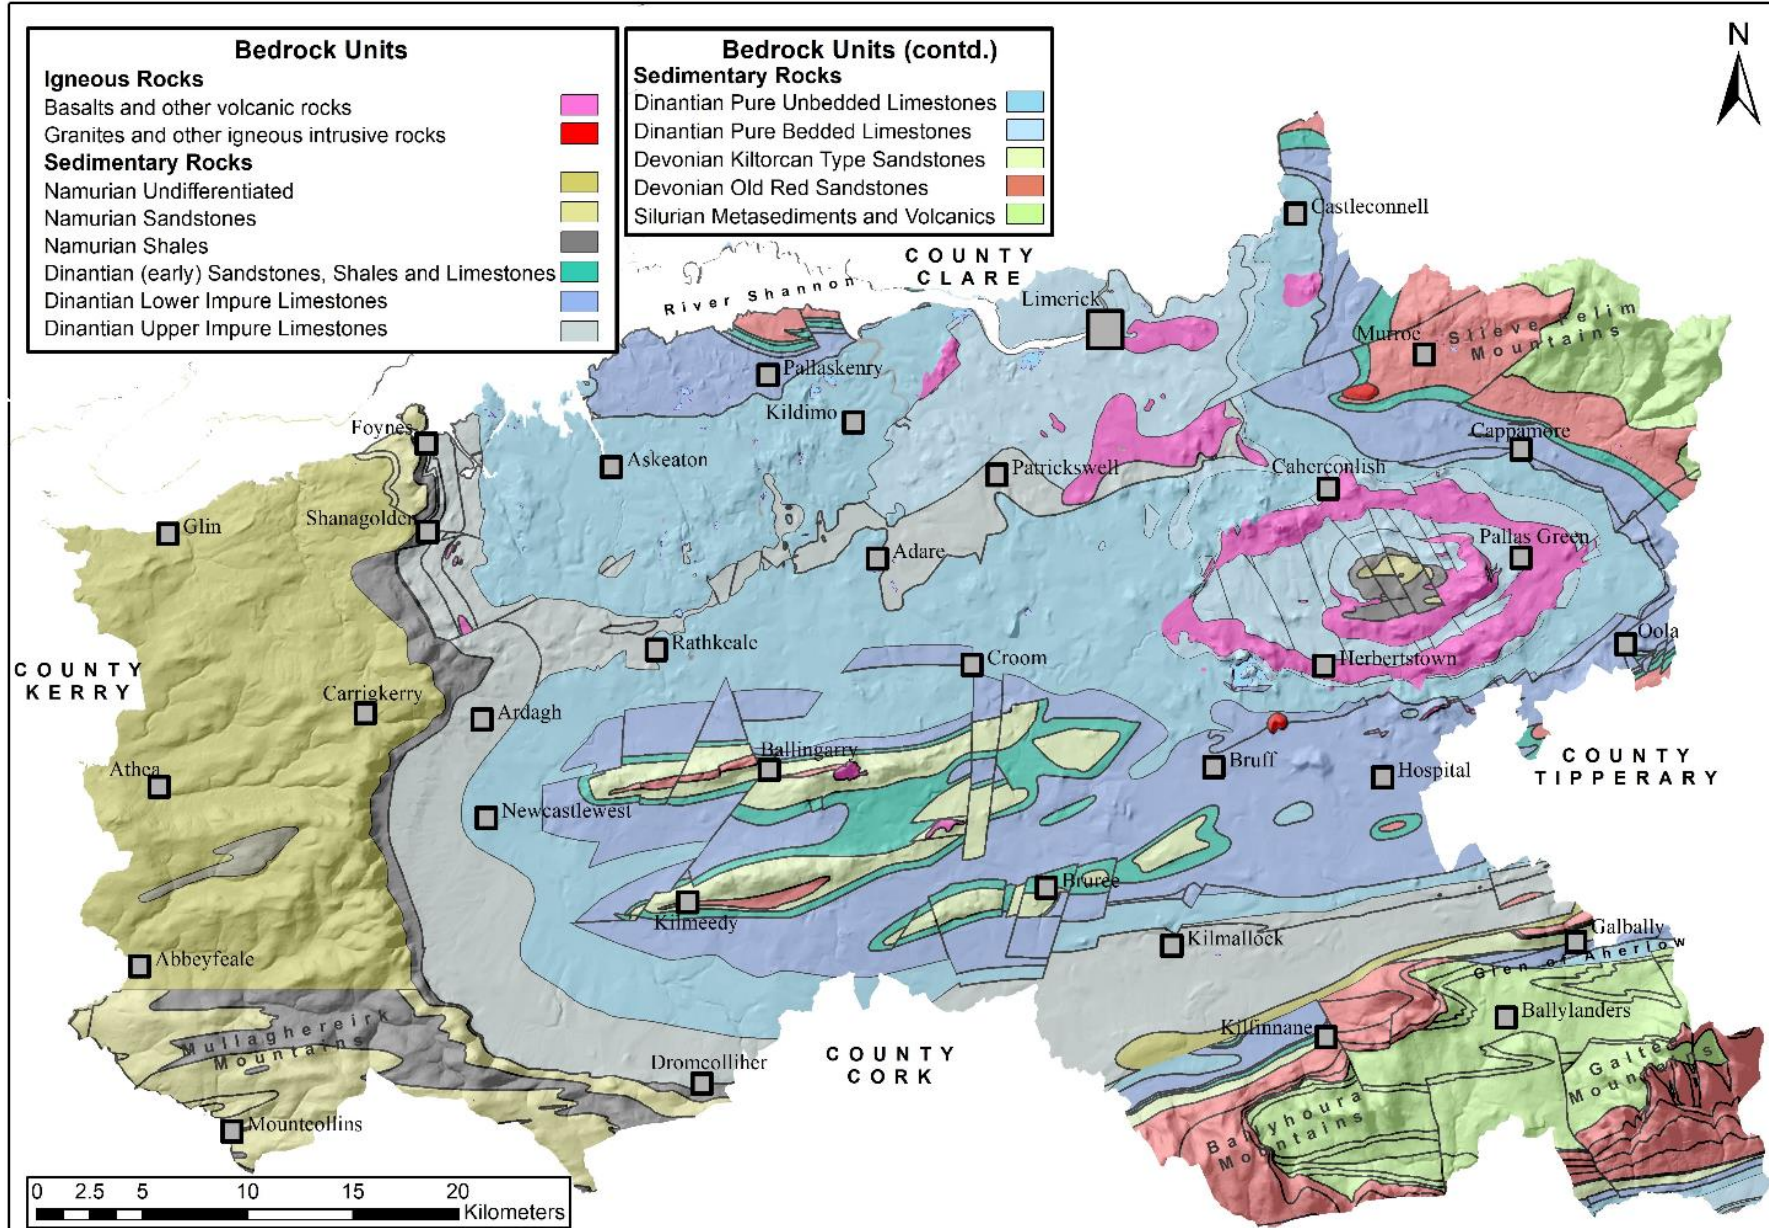 Bedrock Units
Igneous Rocks
Basalts and other volcanic rocks
Granites and other igneous intrusive rocks
Sedimentary Rocks
Namurian Undifferentiated
Namurian Sandstones
Namurian Shales
Dinantian (early) Sandstones, Shales and Limestones
Dinantian Lower Impure Limestones
Dinantian Upper Impure Limestones
Bedrock Units (contd.)
Sedimentary Rocks
Dinantian Pure Unbedded Limestones
Dinantian Pure Bedded Limestones
Devonian Kiltorcan Type Sandstones
Devonian Old Red Sandstones
Silurian Metasediments and Volcanics
N
Castleconnell
COUNTY
CLARE
River Shannon
Limerick
Slieve Felim
Mountains
Murroe
Pallaskenry
Kildimo
Foynes
Askeaton
Patrickswell
Cappamore
Caherconlish
Glin
Shanagolden
Adare
Pallas Green
Rathkeale
Croom
Herbertstown
Oola
COUNTY
KERRY
Carrigkerry
Ardagh
Ballingarry
Bruff
Hospital
COUNTY
TIPPERARY
Athea
Newcastlewest
Kilmeedy
Bruree
Kilmallock
Galbally
Glen of Aherlow
Abbeyfeale
Mullaghereirk
Mountains
Kilfinnane
Ballylanders
Galtee
Mountains
Dromcolliher
COUNTY
CORK
Ballyhoura
Mountains
Mountcollins
0 2.5 5 10 15 20
Kilometers